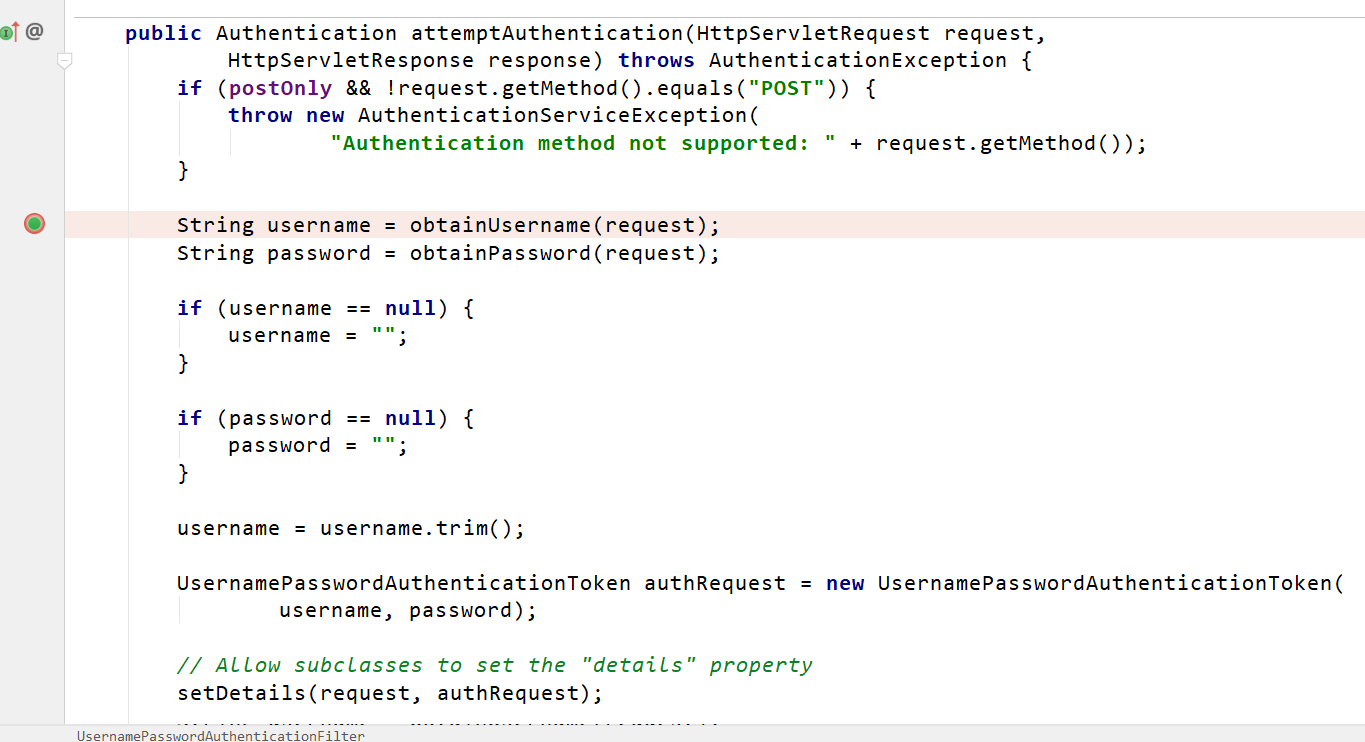 @
public Authentication attemptAuthentication(HttpServletRequest request,
HttpServletResponse response) throws AuthenticationException {
if (postOnly && !request.getMethod().equals("POST")) {
throw new AuthenticationServiceException(
"Authentication method not supported: " + request.getMethod());
}
String username = obtainUsername(request);
String password = obtainPassword(request);
if (username == null) {
username = "";
}
if (password == null) {
password = "";
}
username = username.trim();
UsernamePasswordAuthenticationToken authRequest = new UsernamePasswordAuthenticationToken(
username, password);
// Allow subclasses to set the "details" property
setDetails(request, authRequest);
UsernamePasswordAuthenticationFilter